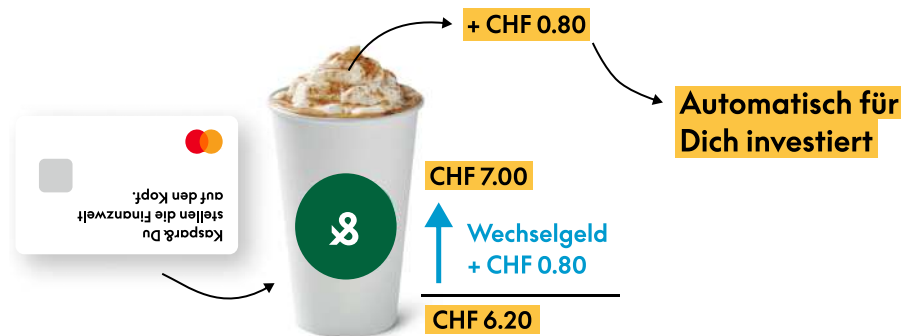 + CHF 0.80
Automatisch für
Dich investiert
Kaspar&Du
stellen die Finanzwelt
auf den Kopf.
&
CHF 7.00
Wechselgeld
+ CHF 0.80
CHF 6.20